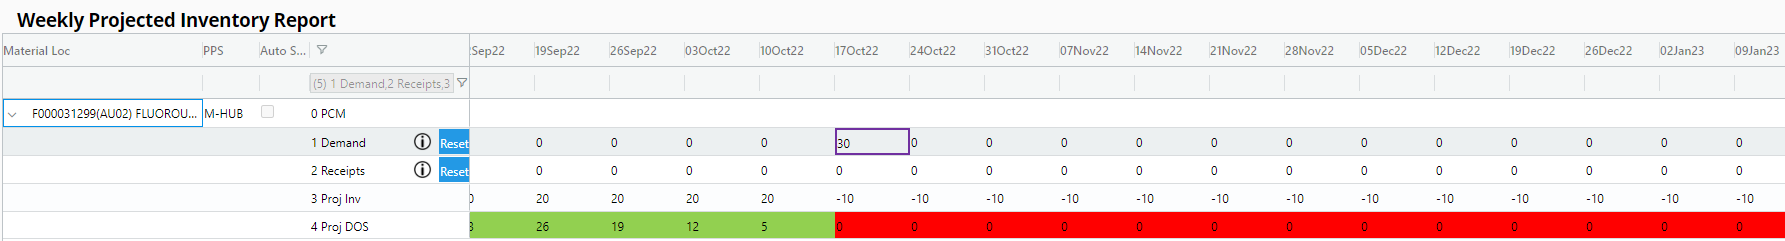 Weekly Projected Inventory Report
Material Loc PPS Auto S... Sep22 19Sep22 26Sep22 03Oct22 10Oct22 17Oct22 24Oct22 31Oct22 07Nov22 14Nov22 21Nov22 28Nov22 05Dec22 12Dec22 19Dec22 26Dec22 02Jan23 09Jan23
(5) 1 Demand,2 Receipts,3
F000031299(AU02) FLUOROU... M-HUB 0 PCM
1 Demand Reset 0 0 0 0 30 0 0 0 0 0 0 0 0 0 0 0 0
2 Receipts Reset 0 0 0 0 0 0 0 0 0 0 0 0 0 0 0 0 0
3 Proj Inv 20 20 20 20 -10 -10 -10 -10 -10 -10 -10 -10 -10 -10 -10 -10 -10
4 Proj DOS 26 19 12 5 0 0 0 0 0 0 0 0 0 0 0 0 0